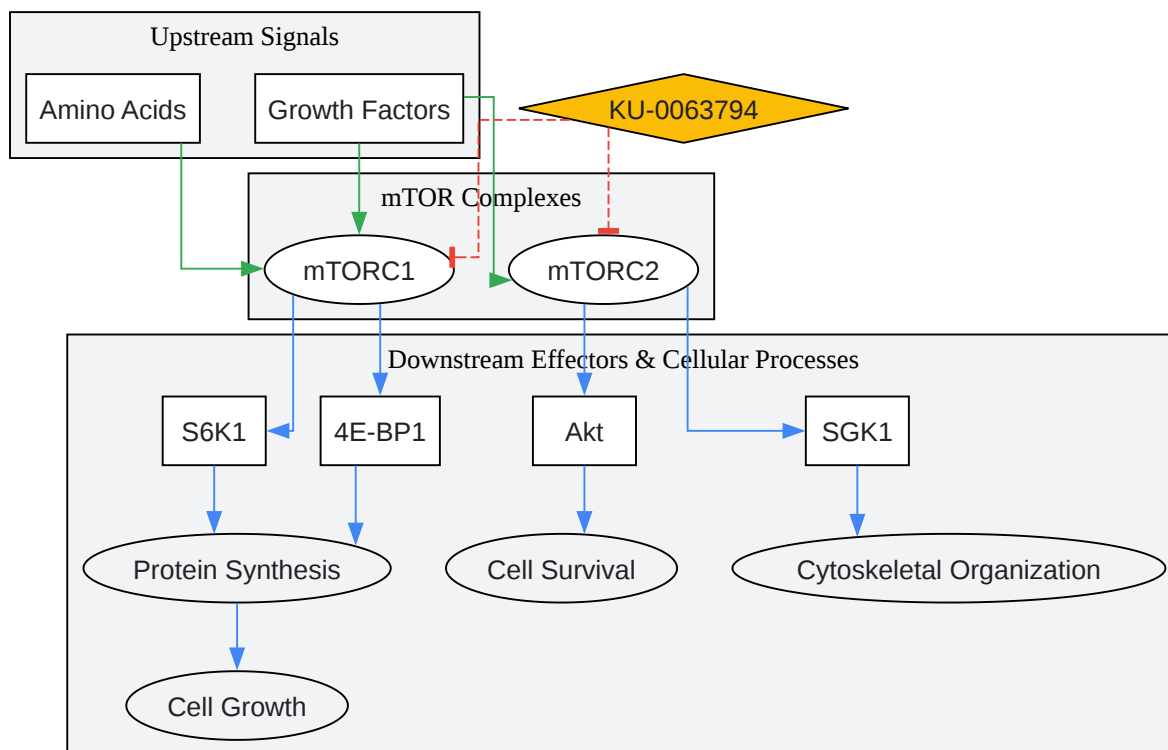 Upstream Signals
Amino Acids
Growth Factors
KU-0063794
mTOR Complexes
mTORC1
mTORC2
Downstream Effectors & Cellular Processes
S6K1
4E-BP1
Akt
SGK1
Protein Synthesis
Cell Survival
Cytoskeletal Organization
Cell Growth